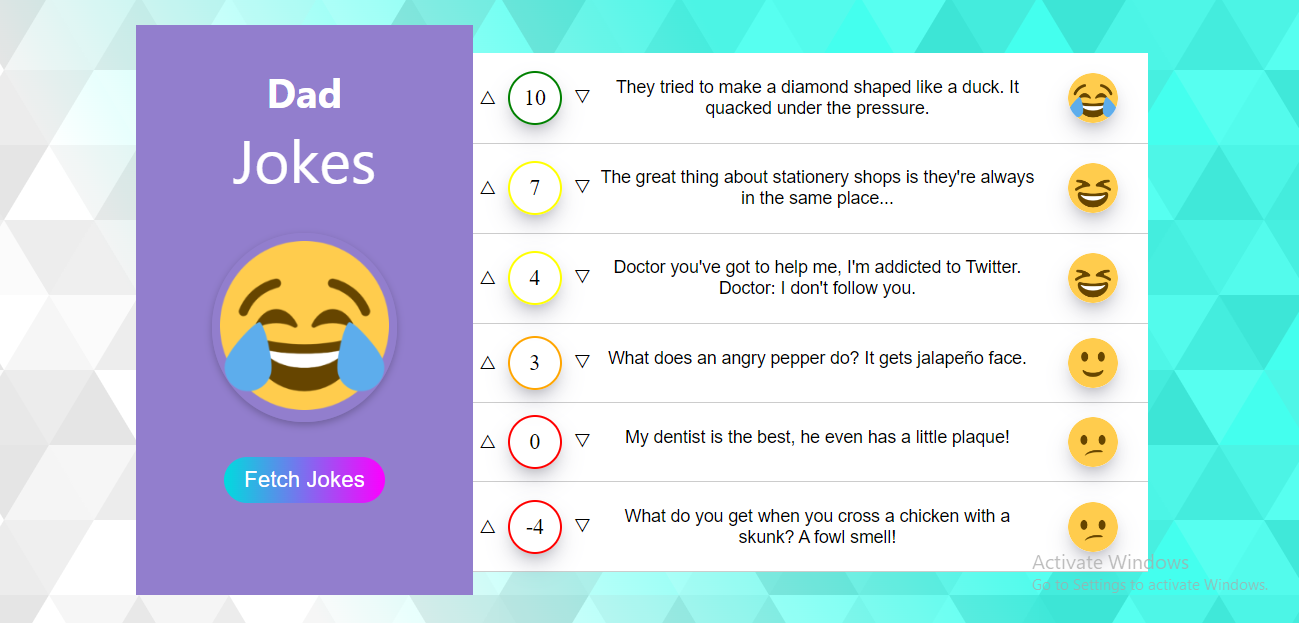 Dad
Jokes
Fetch Jokes
△ 10 ▽ They tried to make a diamond shaped like a duck. It
quacked under the pressure.
△ 7 ▽ The great thing about stationery shops is they're always
in the same place...
△ 4 ▽ Doctor you've got to help me, I'm addicted to Twitter.
Doctor: I don't follow you.
△ 3 ▽ What does an angry pepper do? It gets jalapeño face.
△ 0 ▽ My dentist is the best, he even has a little plaque!
△ -4 ▽ What do you get when you cross a chicken with a
skunk? A fowl smell!
Activate Windows
Go to Settings to activate Windows.